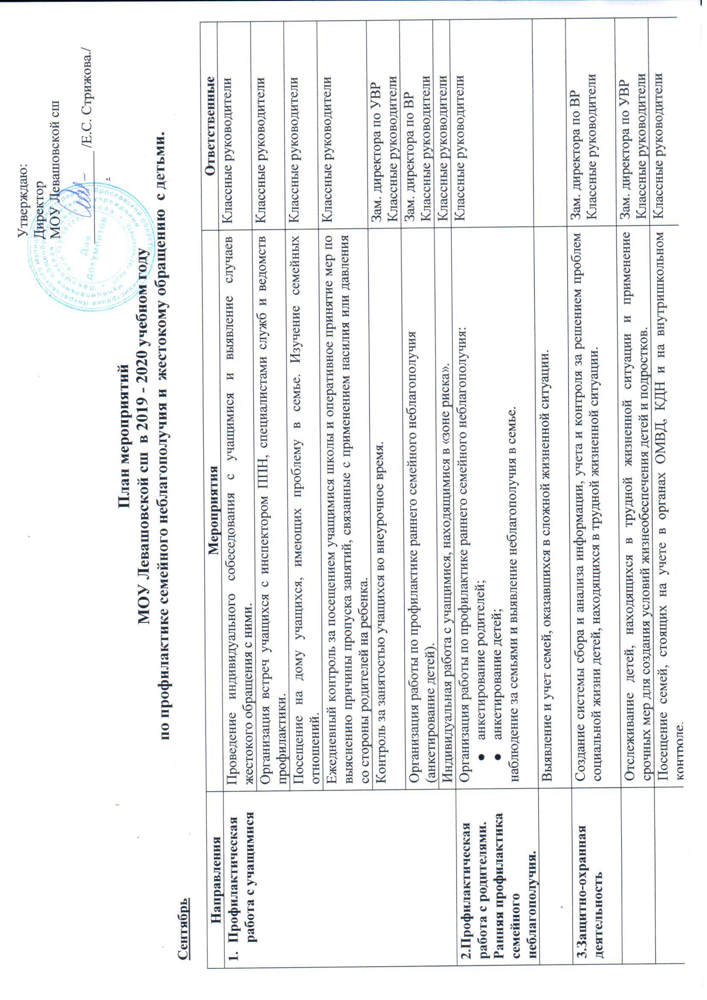 Утверждаю:
Директор
МОУ Левашовской сш
/Е.С. Стрижова./
Для
документов
План мероприятий
МОУ Левашовской сш в 2019 - 2020 учебном году
по профилактике семейного неблагополучия и жестокому обращению с детьми.
Сентябрь
Направления Мероприятия Ответственные
1. Профилактическая
работа с учащимися
Проведение индивидуального собеседования с учащимися и выявление случаев
жестокого обращения с ними.
Классные руководители
Организация встреч учащихся с инспектором ППН, специалистами служб и ведомств
профилактики.
Классные руководители
Посещение на дому учащихся, имеющих проблему в семье. Изучение семейных
отношений.
Классные руководители
Ежедневный контроль за посещением учащимися школы и оперативное принятие мер по
выяснению причины пропуска занятий, связанные с применением насилия или давления
со стороны родителей на ребенка.
Классные руководители
Контроль за занятостью учащихся во внеурочное время.
Зам. директора по УВР
Классные руководители
Организация работы по профилактике раннего семейного неблагополучия
(анкетирование детей).
Зам. директора по ВР
Классные руководители
Индивидуальная работа с учащимися, находящимися в «зоне риска».
Классные руководители
2.Профилактическая
работа с родителями.
Ранняя профилактика
семейного
неблагополучия.
Организация работы по профилактике раннего семейного неблагополучия:
● анкетирование родителей;
● анкетирование детей;
наблюдение за семьями и выявление неблагополучия в семье.
Классные руководители
Выявление и учет семей, оказавшихся в сложной жизненной ситуации.
3.Защитно-охранная
деятельность
Создание системы сбора и анализа информации, учета и контроля за решением проблем
социальной жизни детей, находящихся в трудной жизненной ситуации.
Зам. директора по ВР
Классные руководители
Отслеживание детей, находящихся в трудной жизненной ситуации и применение
срочных мер для создания условий жизнеобеспечения детей и подростков.
Зам. директора по УВР
Классные руководители
Посещение семей, стоящих на учете в органах ОМВД, КДН и на внутришкольном
контроле.
Классные руководители